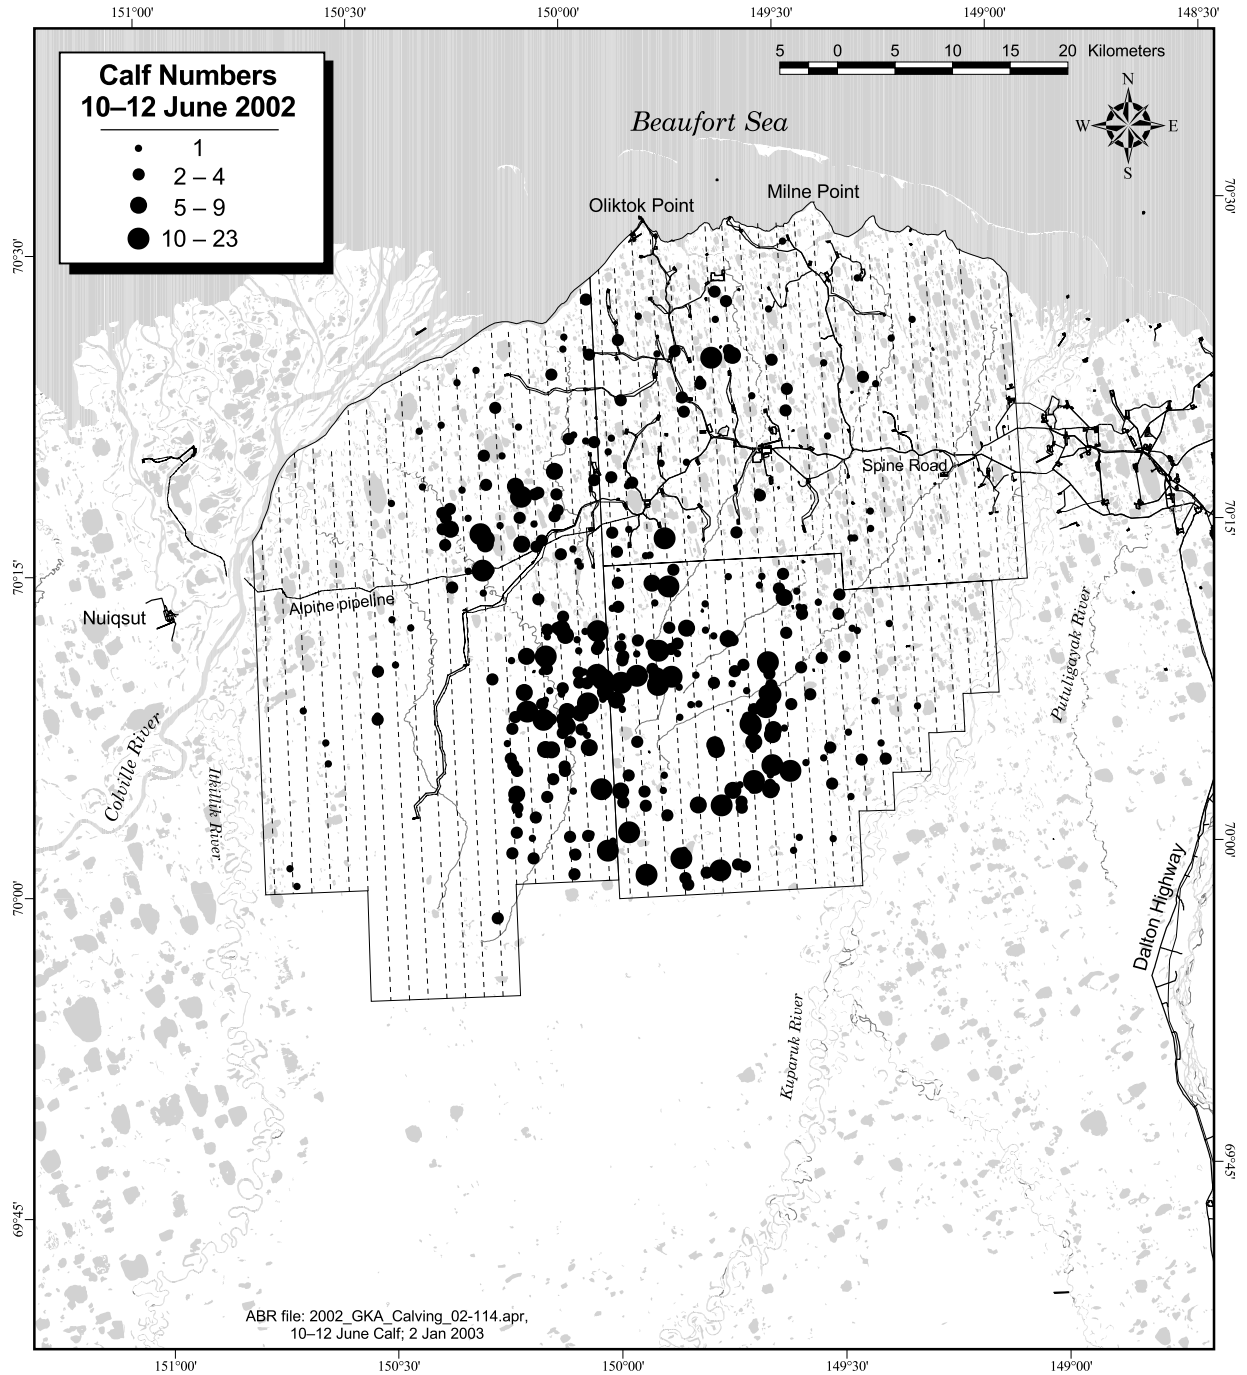 151°00'
150°30'
150°00'
149°30'
149°00'
148°30'
Calf Numbers
10–12 June 2002
1
2 – 4
5 – 9
10 – 23
5 0 5 10 15 20 Kilometers
N
W E
S
Beaufort Sea
Milne Point
Oliktok Point
70°30'
70°30'
Spine Road
70°15'
70°15'
Alpine pipeline
Nuiqsut
Putuligayak River
Colville River
Itkillik River
70°00'
70°00'
Dalton Highway
Kuparuk River
69°45'
69°45'
ABR file: 2002_GKA_Calving_02-114.apr,
10–12 June Calf; 2 Jan 2003
151°00'
150°30'
150°00'
149°30'
149°00'